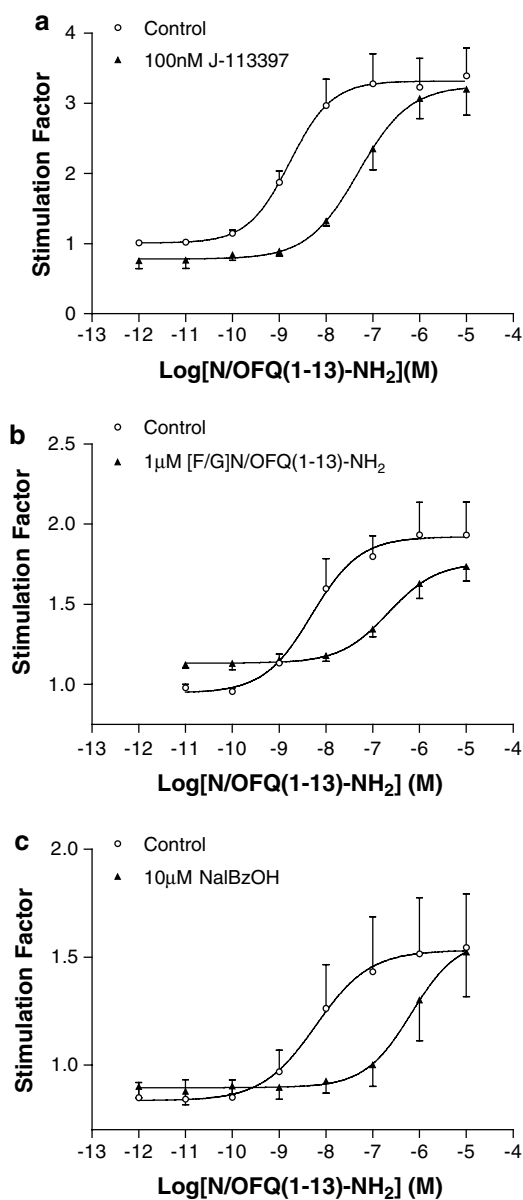 a
Control
100nM J-113397
Stimulation Factor
4
3
2
1
0
-13 -12 -11 -10 -9 -8 -7 -6 -5 -4
Log[N/OFQ(1-13)-NH₂](M)
b
Control
1µM [F/G]N/OFQ(1-13)-NH₂
Stimulation Factor
2.5
2.0
1.5
1.0
-13 -12 -11 -10 -9 -8 -7 -6 -5 -4
Log[N/OFQ(1-13)-NH₂] (M)
c
Control
10µM NalBzOH
Stimulation Factor
2.0
1.5
1.0
-13 -12 -11 -10 -9 -8 -7 -6 -5 -4
Log[N/OFQ(1-13)-NH₂] (M)